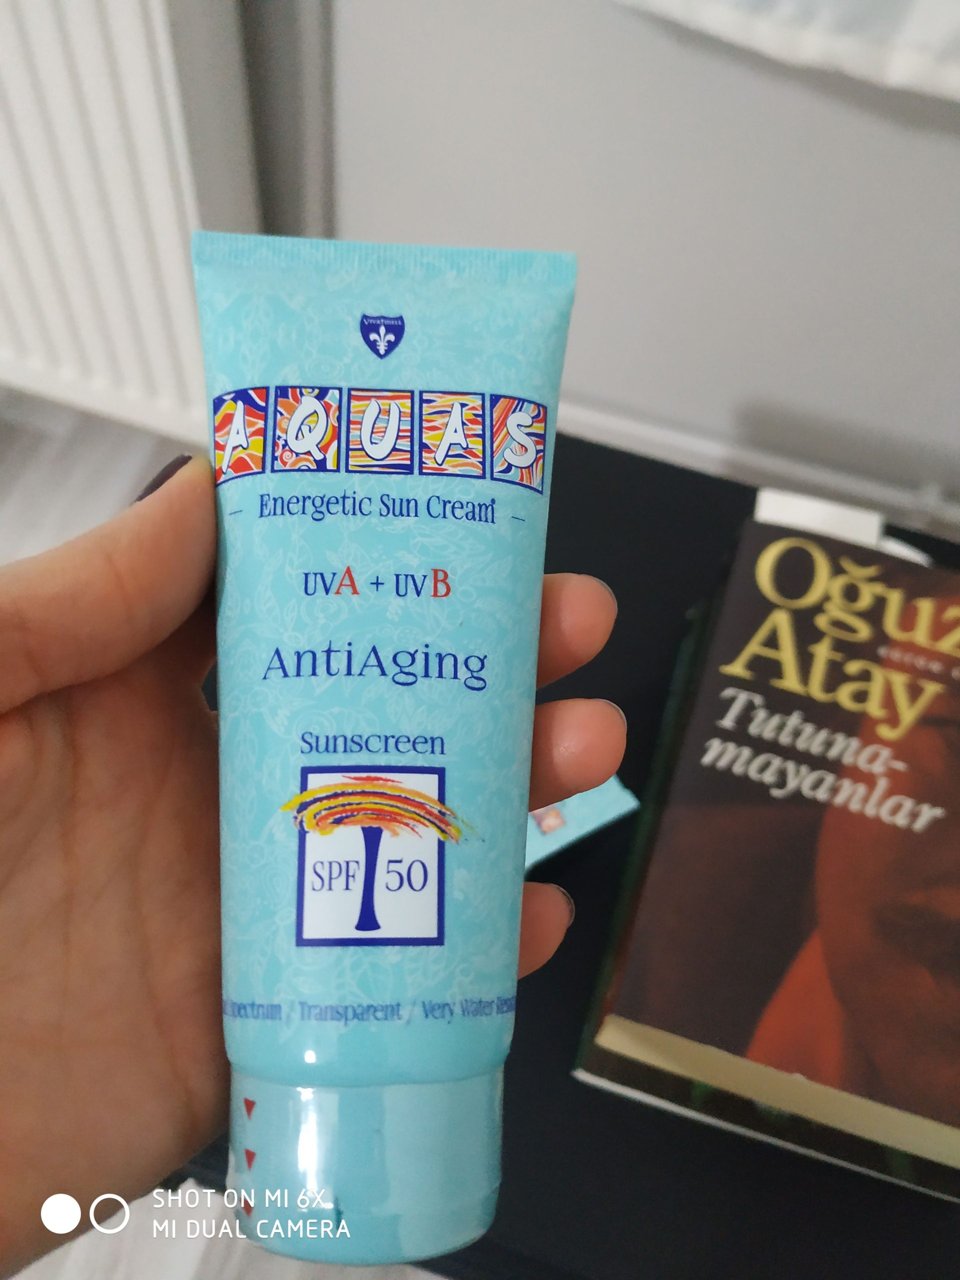 AQUAS
Energetic Sun Cream
UVA + UVB
AntiAging
Sunscreen
SPF 50
Spectrum / Transparent / Very Water
Oğuz
Atay
Tutuna-
mayanlar
SHOT ON MI 6X
MI DUAL CAMERA